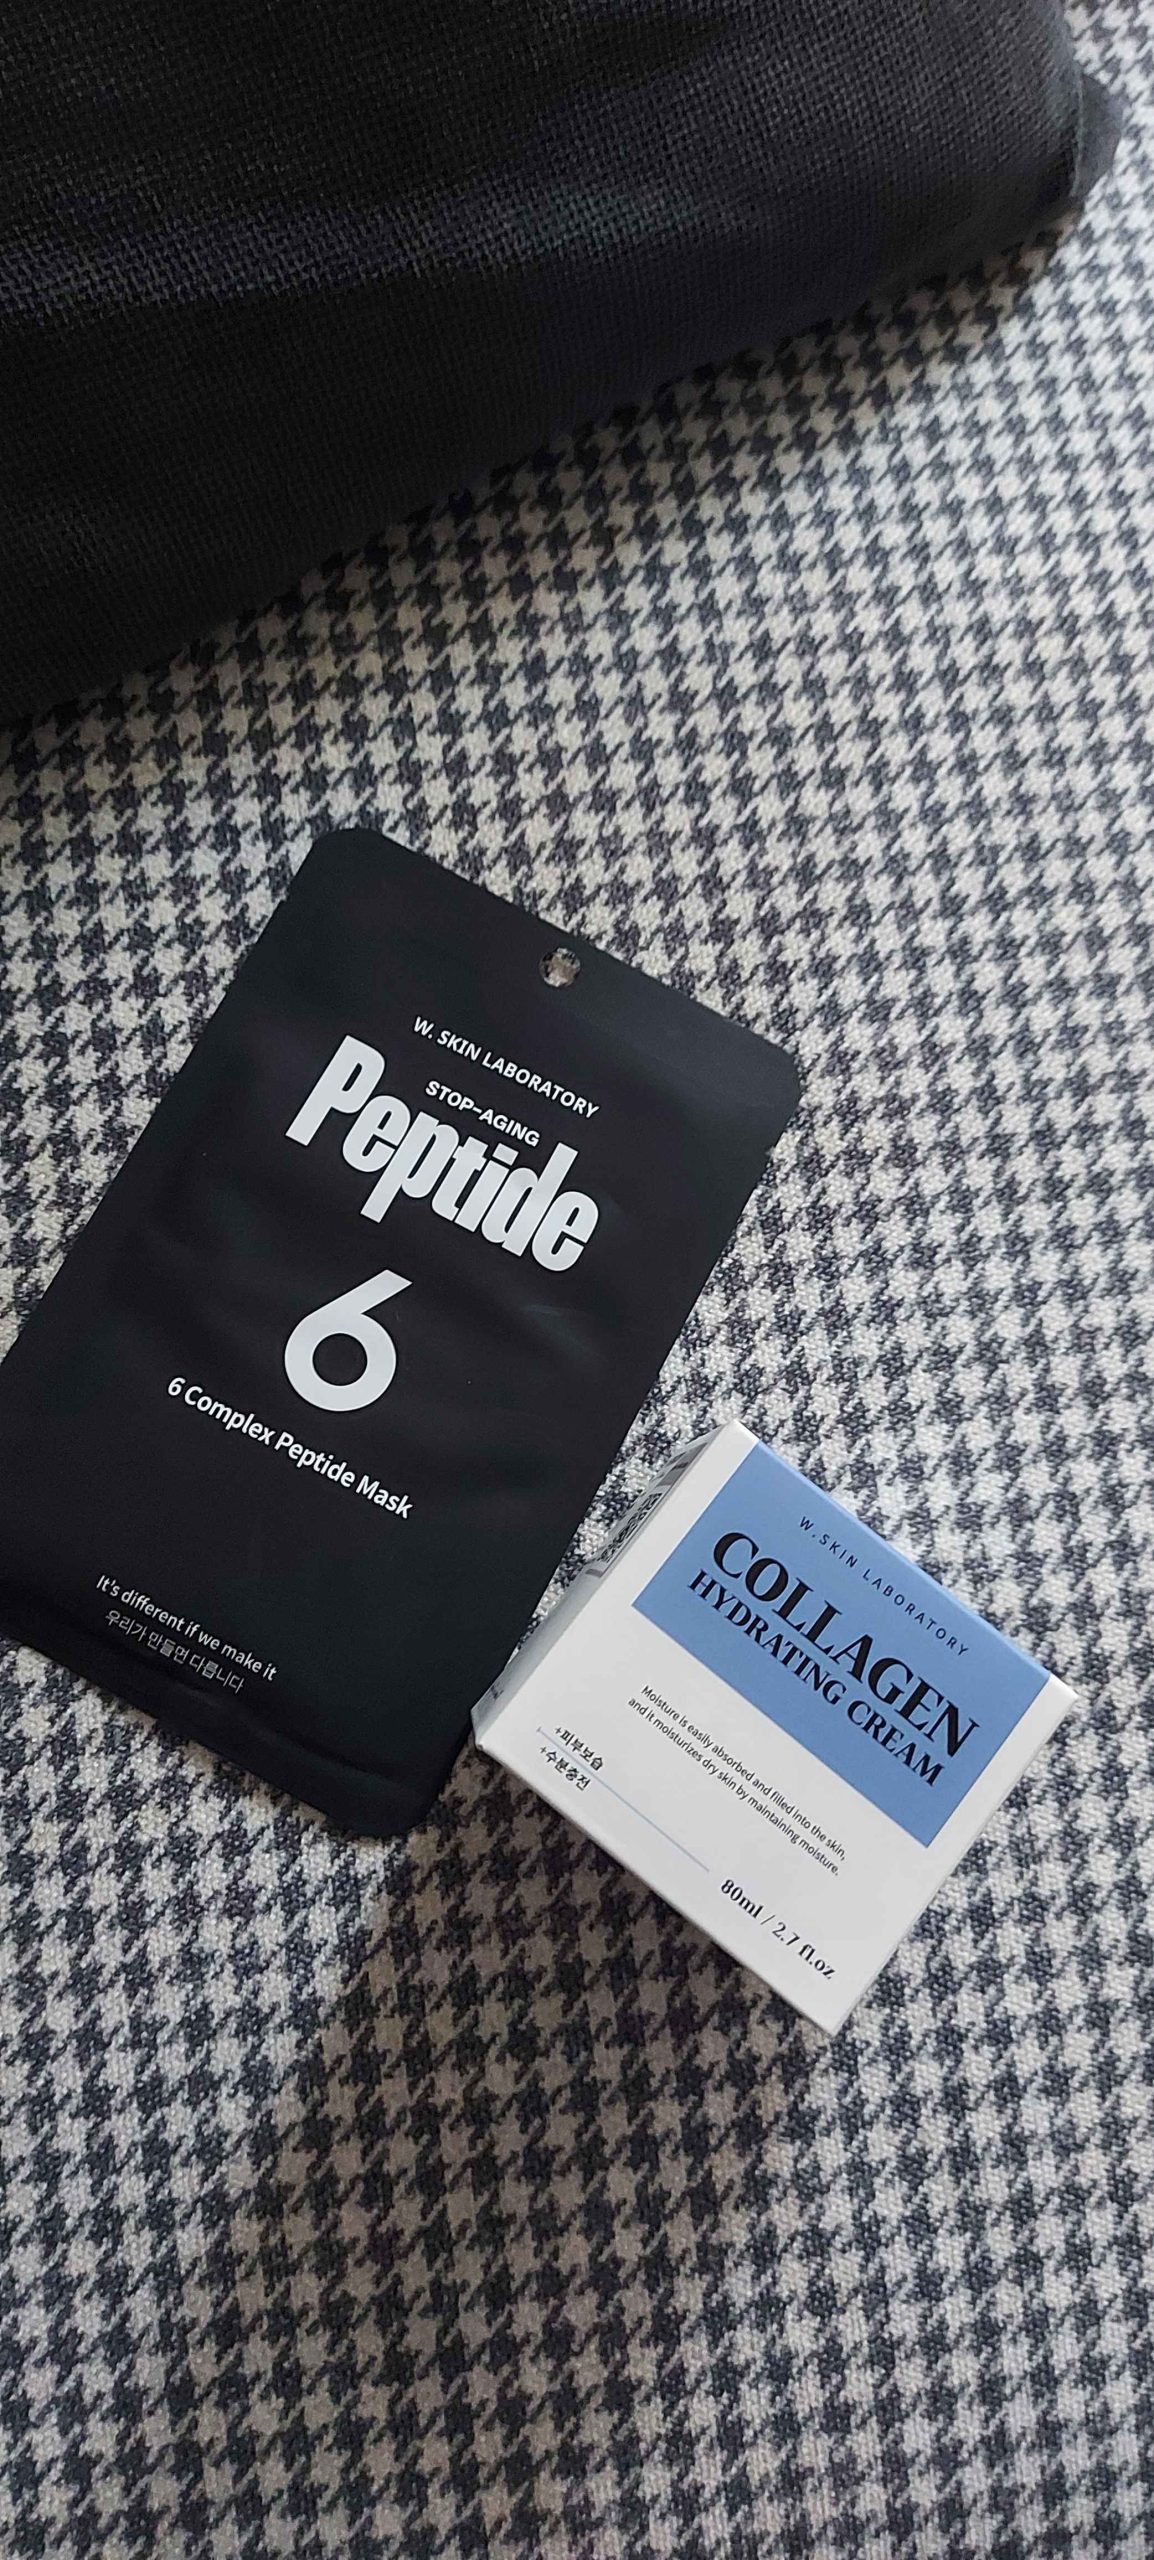 W. SKIN LABORATORY
STOP-AGING
Peptide
6
6 Complex Peptide Mask
It's different if we make it
우리가 만들면 다릅니다
W.SKIN LABORATORY
COLLAGEN
HYDRATING CREAM
Moisture is easily absorbed and filled into the skin,
and it moisturizes dry skin by maintaining moisture.
+피부보습
+수분충전
80ml / 2.7 fl.oz